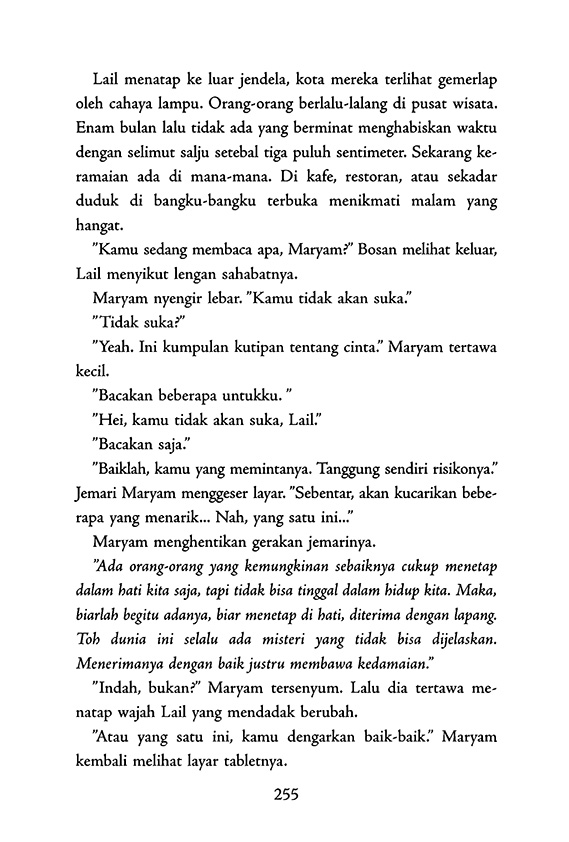 Lail menatap ke luar jendela, kota mereka terlihat gemerlap
oleh cahaya lampu. Orang-orang berlalu-lalang di pusat wisata.
Enam bulan lalu tidak ada yang berminat menghabiskan waktu
dengan selimut salju setebal tiga puluh sentimeter. Sekarang ke-
ramaian ada di mana-mana. Di kafe, restoran, atau sekadar
duduk di bangku-bangku terbuka menikmati malam yang
hangat.
”Kamu sedang membaca apa, Maryam?” Bosan melihat keluar,
Lail menyikut lengan sahabatnya.
Maryam nyengir lebar. ”Kamu tidak akan suka.”
”Tidak suka?”
”Yeah. Ini kumpulan kutipan tentang cinta.” Maryam tertawa
kecil.
”Bacakan beberapa untukku. ”
”Hei, kamu tidak akan suka, Lail.”
”Bacakan saja.”
”Baiklah, kamu yang memintanya. Tanggung sendiri risikonya.”
Jemari Maryam menggeser layar. ”Sebentar, akan kucarikan bebe-
rapa yang menarik... Nah, yang satu ini...”
Maryam menghentikan gerakan jemarinya.
”Ada orang-orang yang kemungkinan sebaiknya cukup menetap
dalam hati kita saja, tapi tidak bisa tinggal dalam hidup kita. Maka,
biarlah begitu adanya, biar menetap di hati, diterima dengan lapang.
Toh dunia ini selalu ada misteri yang tidak bisa dijelaskan.
Menerimanya dengan baik justru membawa kedamaian.”
”Indah, bukan?” Maryam tersenyum. Lalu dia tertawa me-
natap wajah Lail yang mendadak berubah.
”Atau yang satu ini, kamu dengarkan baik-baik.” Maryam
kembali melihat layar tabletnya.
255